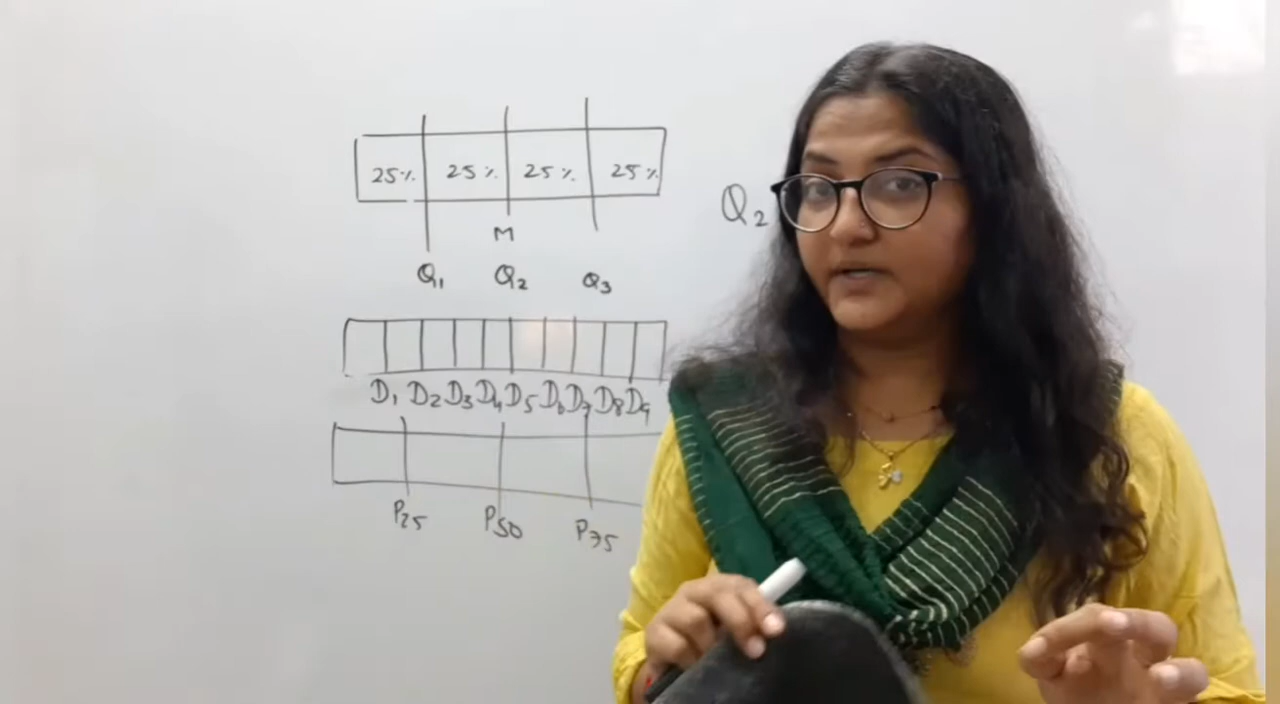 25% 25% 25% 25%
M
Q1 Q2 Q3
Q2
D1 D2 D3 D4 D5 D6 D7 D8 D9
P25 P50 P75